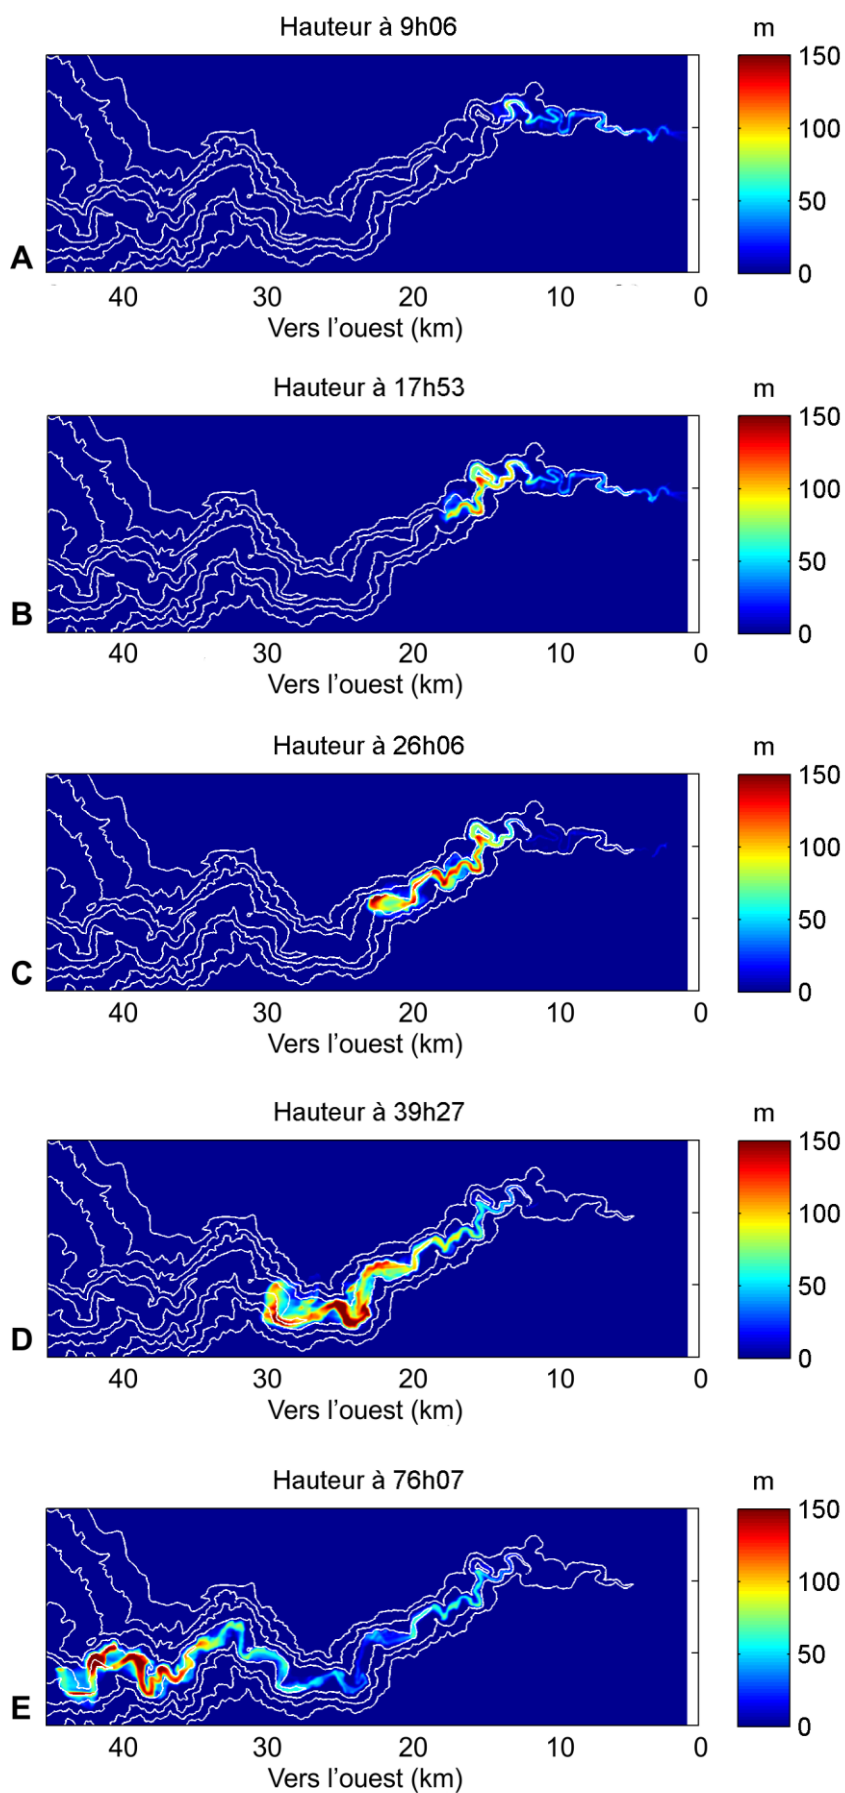 Hauteur à 9h06
m
150
100
50
0
A
40 30 20 10 0
Vers l'ouest (km)
Hauteur à 17h53
m
150
100
50
0
B
40 30 20 10 0
Vers l'ouest (km)
Hauteur à 26h06
m
150
100
50
0
C
40 30 20 10 0
Vers l'ouest (km)
Hauteur à 39h27
m
150
100
50
0
D
40 30 20 10 0
Vers l'ouest (km)
Hauteur à 76h07
m
150
100
50
0
E
40 30 20 10 0
Vers l'ouest (km)